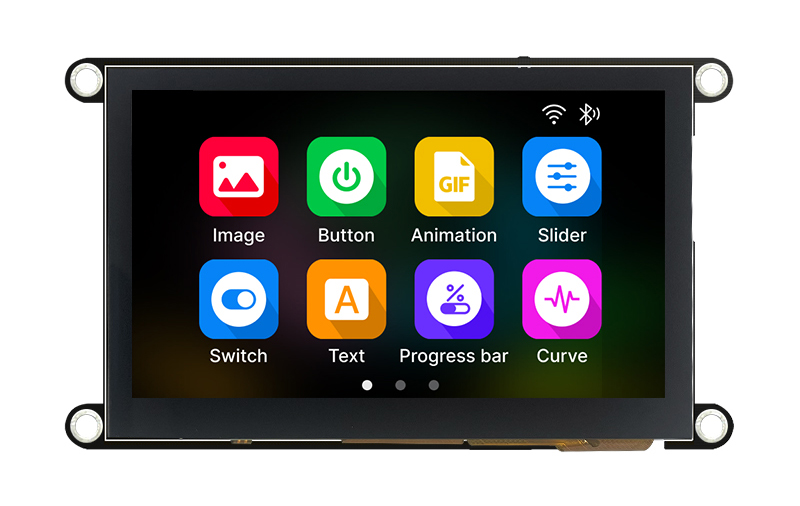 Image
Button
GIF
Animation
Slider
Switch
A
Text
%
Progress bar
Curve